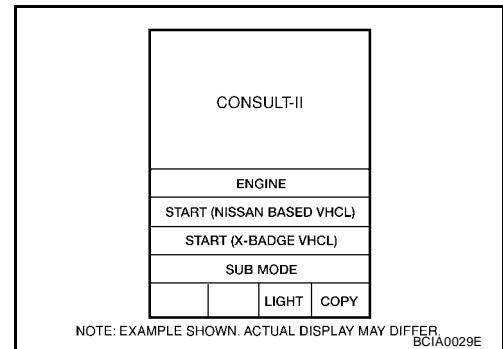 CONSULT-II
ENGINE
START (NISSAN BASED VHCL)
START (X-BADGE VHCL)
SUB MODE
LIGHT COPY
NOTE: EXAMPLE SHOWN. ACTUAL DISPLAY MAY DIFFER.
BCIA0029E